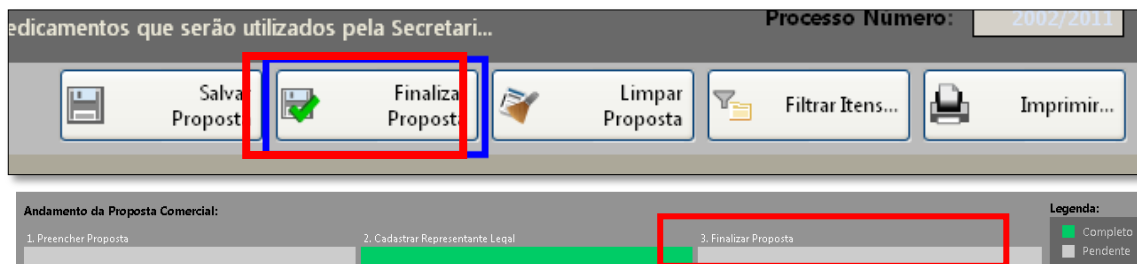 edicamentos que serão utilizados pela Secretari...
Processo Número: 2002/2011
Salva
Propost
Finaliza
Proposta
Limpar
Proposta
Filtrar Itens...
Imprimir...
Andamento da Proposta Comercial:
Legenda:
1. Preencher Proposta
2. Cadastrar Representante Legal
3. Finalizar Proposta
Completo
Pendente